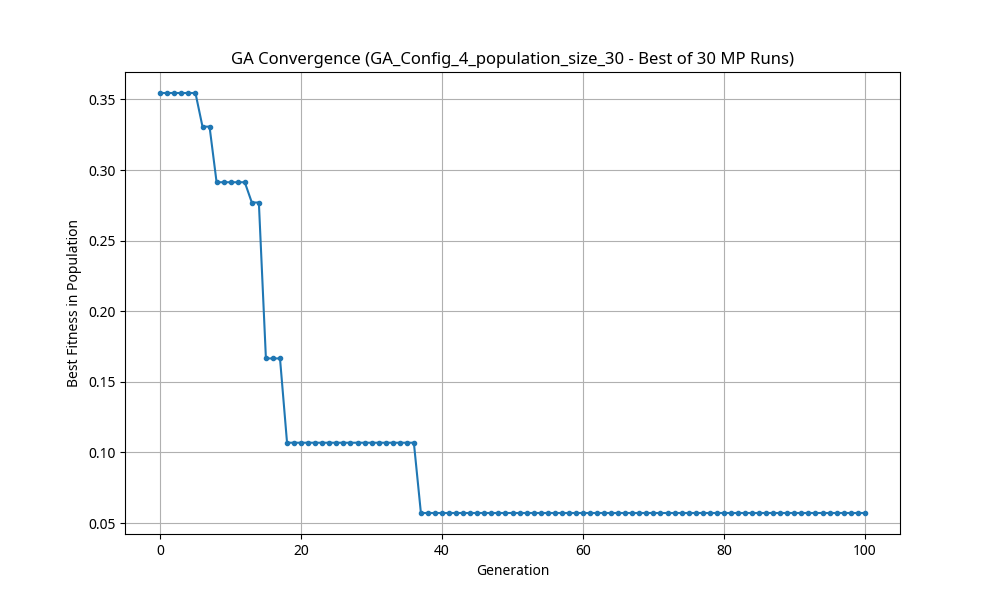 GA Convergence (GA_Config_4_population_size_30 - Best of 30 MP Runs)
Best Fitness in Population
0.35
0.30
0.25
0.20
0.15
0.10
0.05
0 20 40 60 80 100
Generation